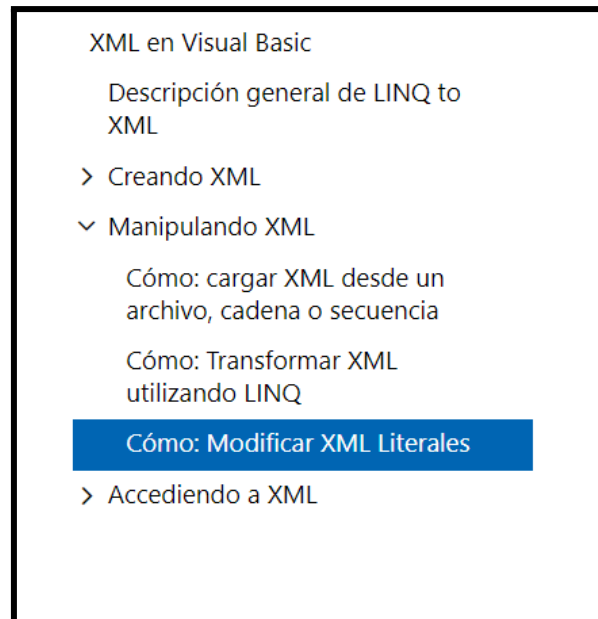 XML en Visual Basic
Descripción general de LINQ to
XML
Creando XML
Manipulando XML
Cómo: cargar XML desde un
archivo, cadena o secuencia
Cómo: Transformar XML
utilizando LINQ
Cómo: Modificar XML Literales
Accediendo a XML